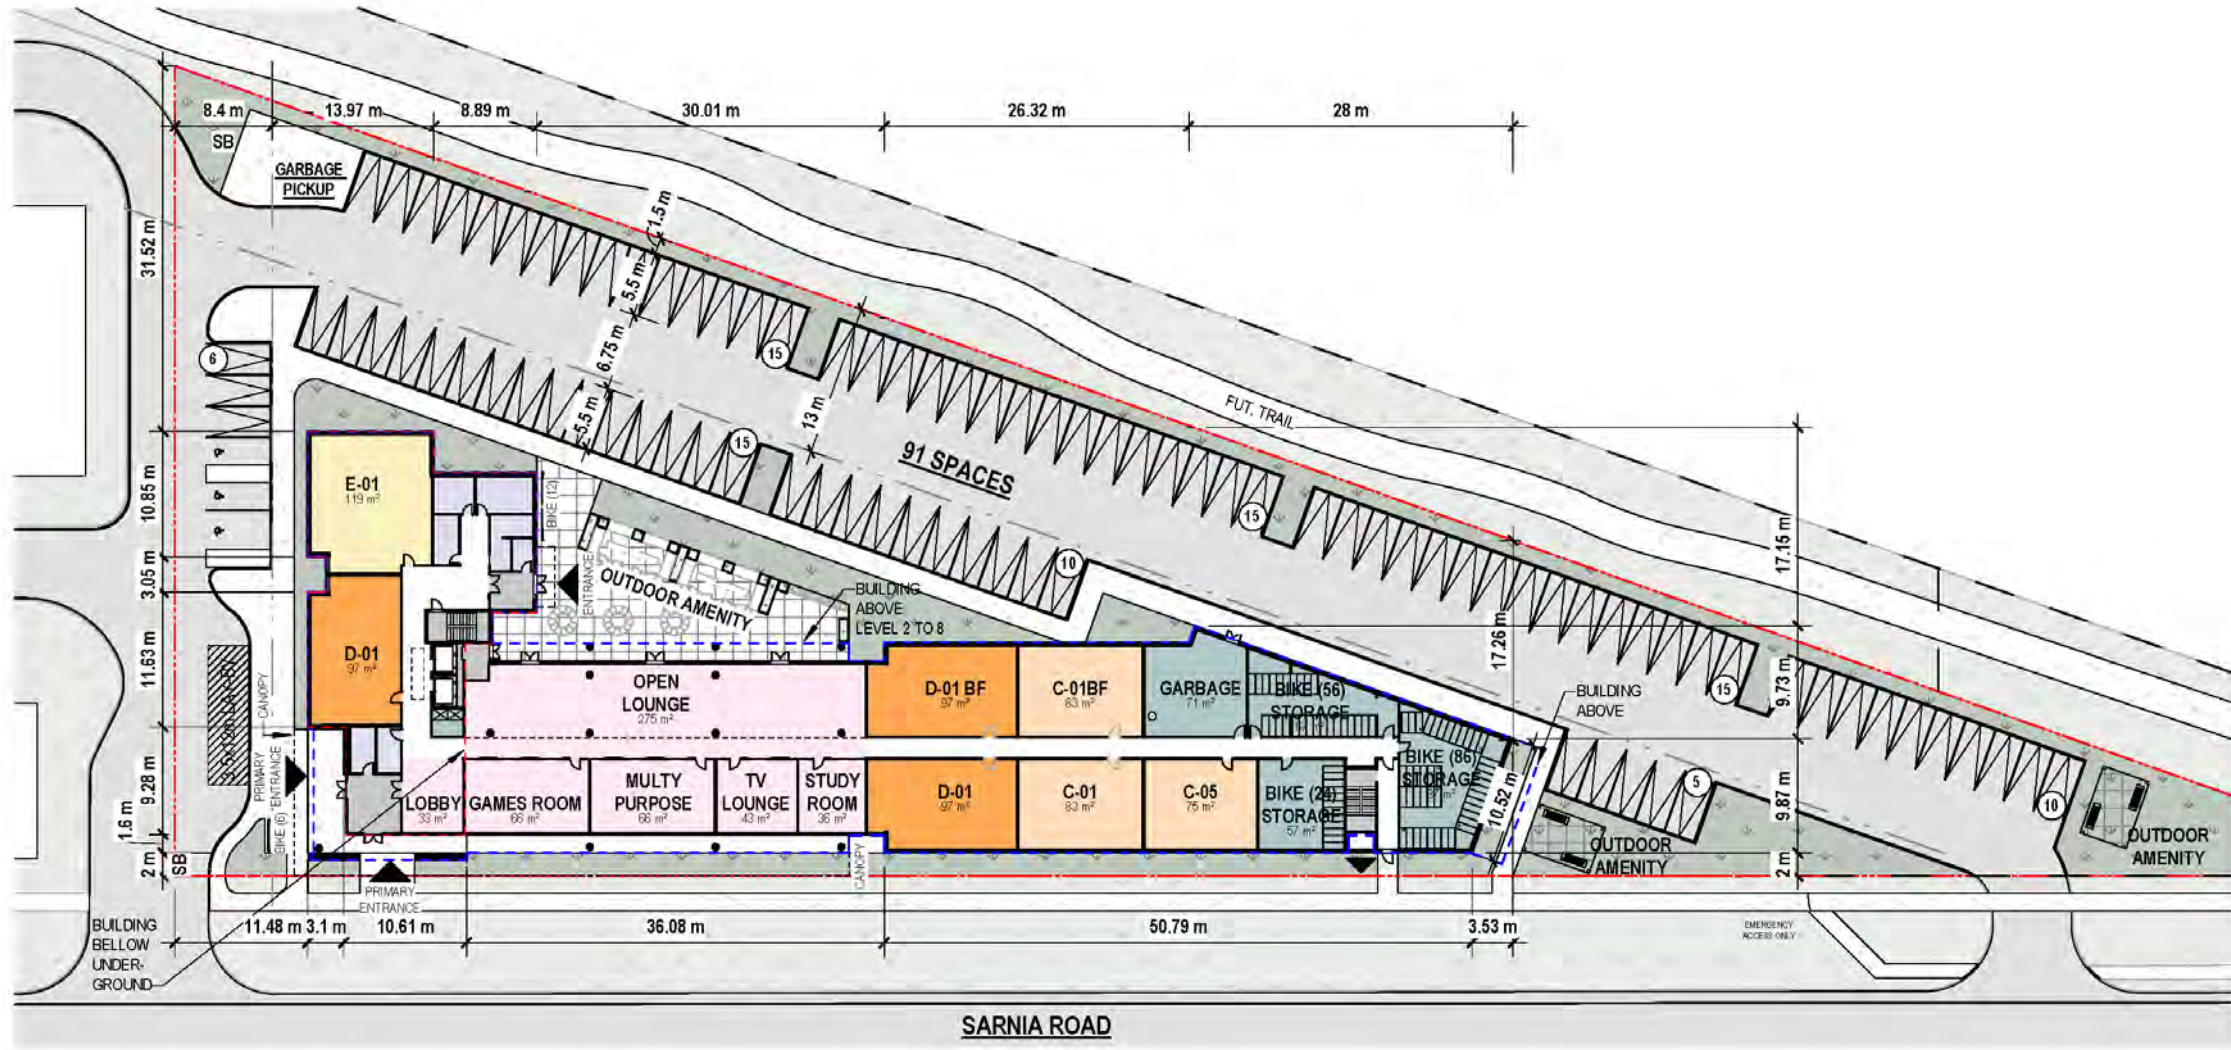 8.4 m
13.97 m
8.89 m
30.01 m
26.32 m
28 m
SB
GARBAGE
PICKUP
1.5 m
5.5 m
6.75 m
5.5 m
13 m
31.52 m
6
15
15
15
10
15
5
10
FUT. TRAIL
91 SPACES
10.85 m
3.05 m
11.63 m
9.28 m
1.6 m
2 m
SB
17.15 m
17.26 m
9.73 m
9.87 m
2 m
10.52 m
E-01
119 m²
BIKE (12)
ENTRANCE
OUTDOOR AMENITY
BUILDING
ABOVE
LEVEL 2 TO 8
D-01
97 m²
CANOPY
PRIMARY
ENTRANCE
BIKE (6)
OPEN
LOUNGE
275 m²
D-01 BF
97 m²
C-01BF
83 m²
GARBAGE
71 m²
BIKE (56)
STORAGE
BUILDING
ABOVE
LOBBY
33 m²
GAMES ROOM
66 m²
MULTY
PURPOSE
66 m²
TV
LOUNGE
43 m²
STUDY
ROOM
36 m²
D-01
97 m²
C-01
83 m²
C-05
75 m²
BIKE (24)
STORAGE
57 m²
BIKE (86)
STORAGE
OUTDOOR
AMENITY
OUTDOOR
AMENITY
CANOPY
PRIMARY
ENTRANCE
BUILDING
BELLOW
UNDER-
GROUND
11.48 m
3.1 m
10.61 m
36.08 m
50.79 m
3.53 m
EMERGENCY
ACCESS ONLY
SARNIA ROAD